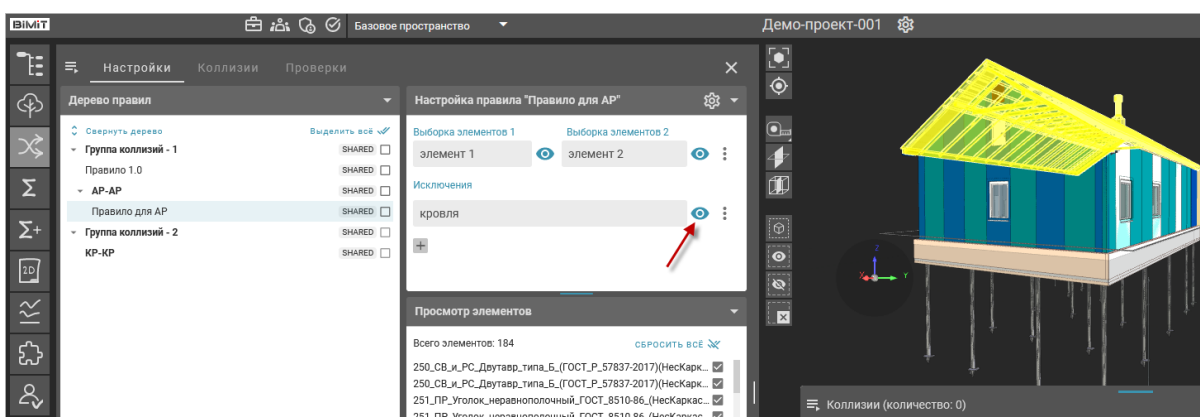 BIMIT
Базовое пространство
Демо-проект-001
Настройки Коллизии Проверки
Дерево правил
Свернуть дерево Выделить всё
Группа коллизий - 1 SHARED
Правило 1.0 SHARED
АР-АР SHARED
Правило для АР SHARED
Группа коллизий - 2 SHARED
КР-КР SHARED
Настройка правила "Правило для АР"
Выборка элементов 1 Выборка элементов 2
элемент 1 элемент 2
Исключения
кровля
Просмотр элементов
Всего элементов: 184 СБРОСИТЬ ВСЁ
250_СВ_и_РС_Двутавр_типа_Б_(ГОСТ_Р_57837-2017)(НесКарк...
250_СВ_и_РС_Двутавр_типа_Б_(ГОСТ_Р_57837-2017)(НесКарк...
251_ПР_Уголок_неравнополочный_ГОСТ_8510-86_(НесКаркас...
251_ПР_Уголок_неравнополочный_ГОСТ_8510-86_(НесКаркас...
2D
Z
X
Y
Коллизии (количество: 0)